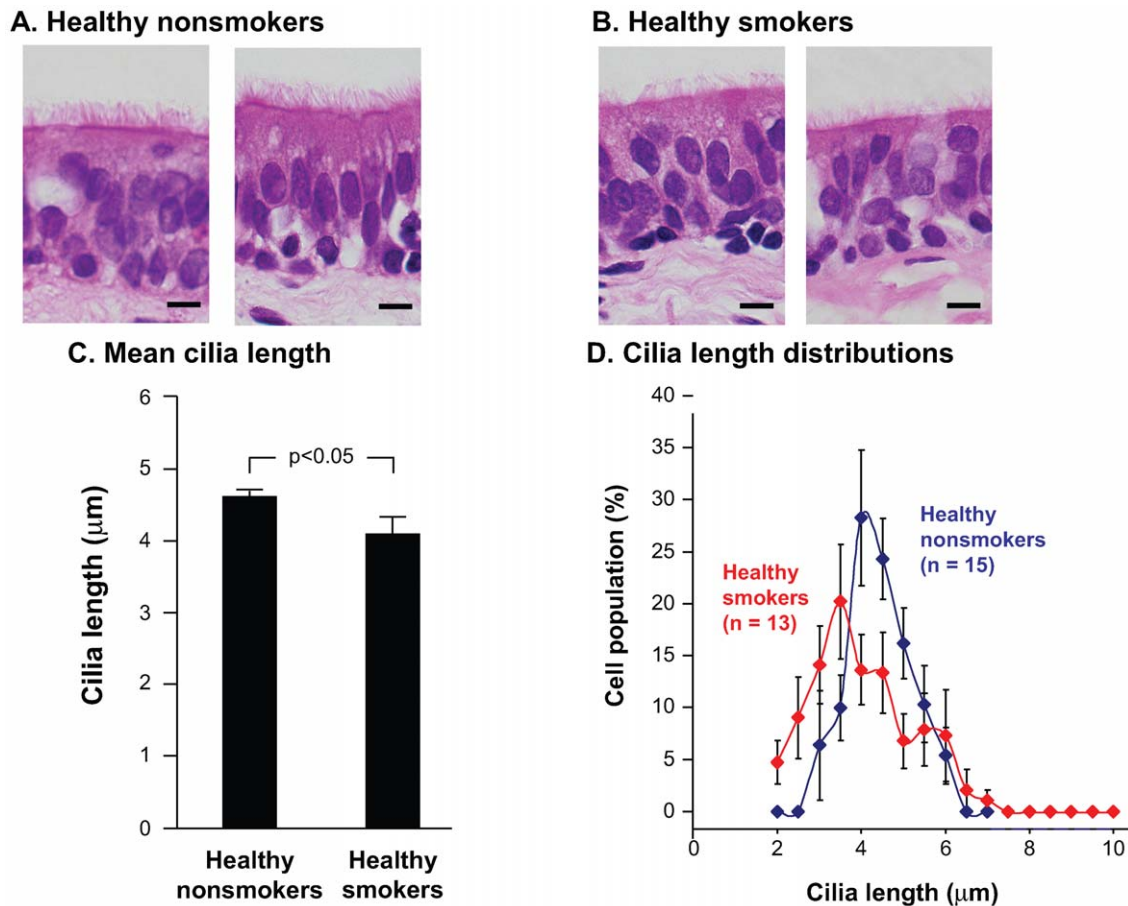 A. Healthy nonsmokers
B. Healthy smokers
C. Mean cilia length
Cilia length (μm)
6
5
4
3
2
1
0
p<0.05
Healthy
nonsmokers
Healthy
smokers
D. Cilia length distributions
Cell population (%)
40
35
30
25
20
15
10
5
0
Healthy
smokers
(n = 13)
Healthy
nonsmokers
(n = 15)
0 2 4 6 8 10
Cilia length (μm)